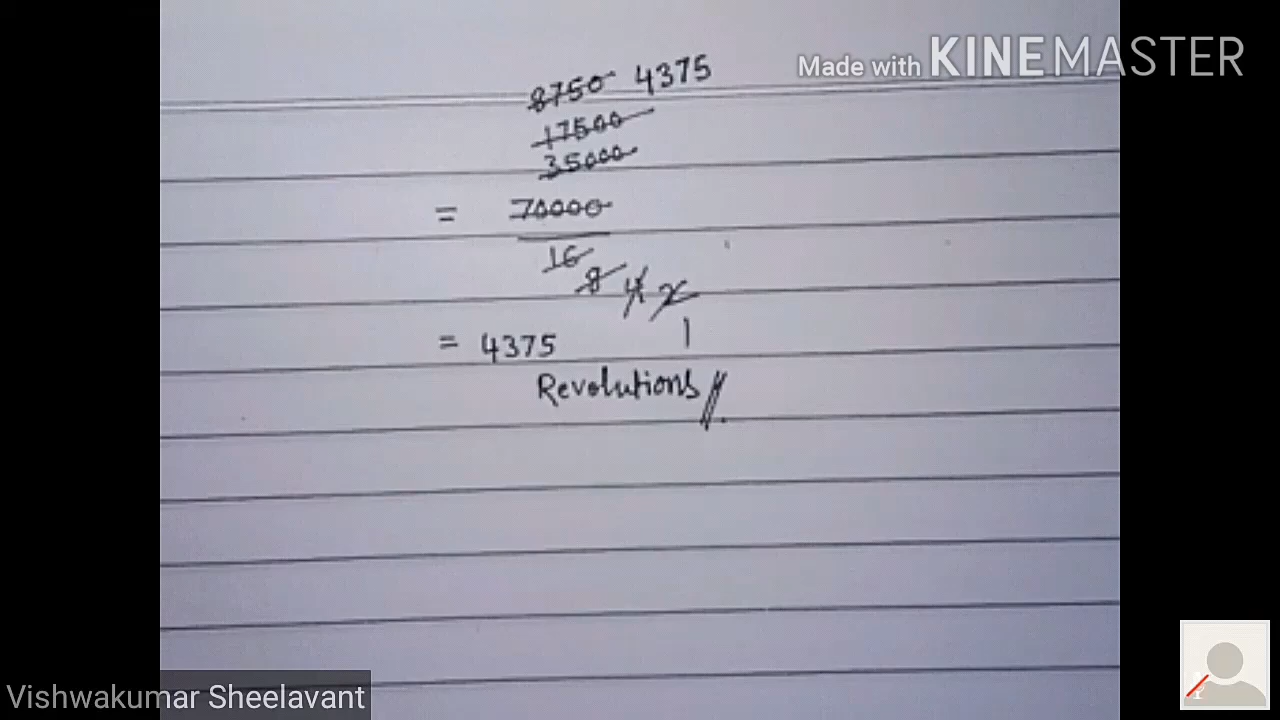 Made with KINEMASTER
8750 4375
17500
35000
= 70000
16
8 4 2
= 4375 1
Revolutions //.
Vishwakumar Sheelavant